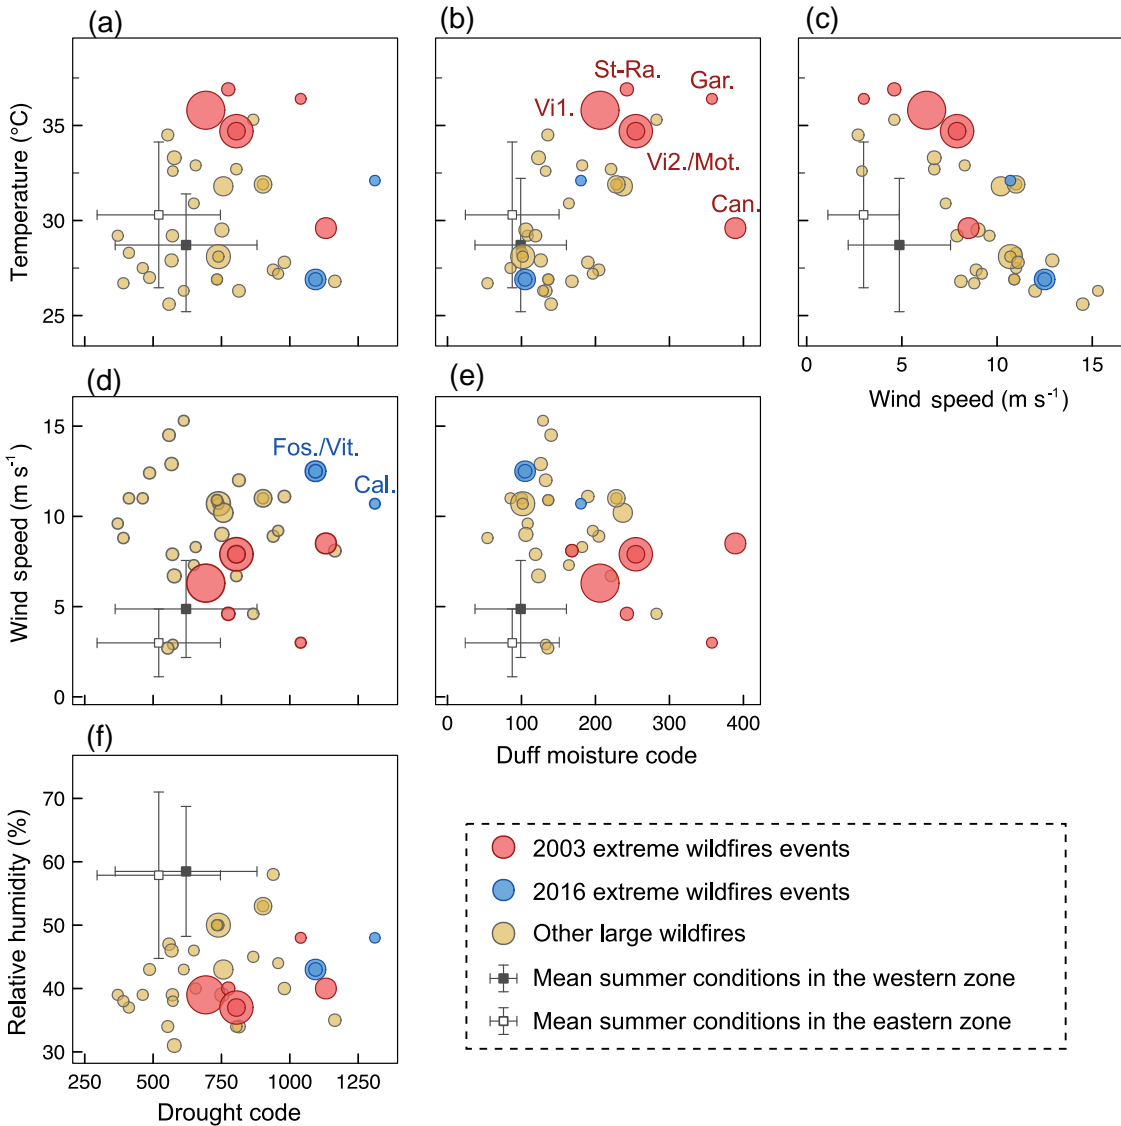 (a)
(b)
(c)
Temperature (°C)
35
30
25
St-Ra.
Gar.
Vi1.
Vi2./Mot.
Can.
0
5
10
15
Wind speed (m s⁻¹)
(d)
(e)
Wind speed (m s⁻¹)
15
10
5
0
Fos./Vit.
Cal.
0
100
200
300
400
Duff moisture code
(f)
Relative humidity (%)
70
60
50
40
30
250
500
750
1000
1250
Drought code
2003 extreme wildfires events
2016 extreme wildfires events
Other large wildfires
Mean summer conditions in the western zone
Mean summer conditions in the eastern zone